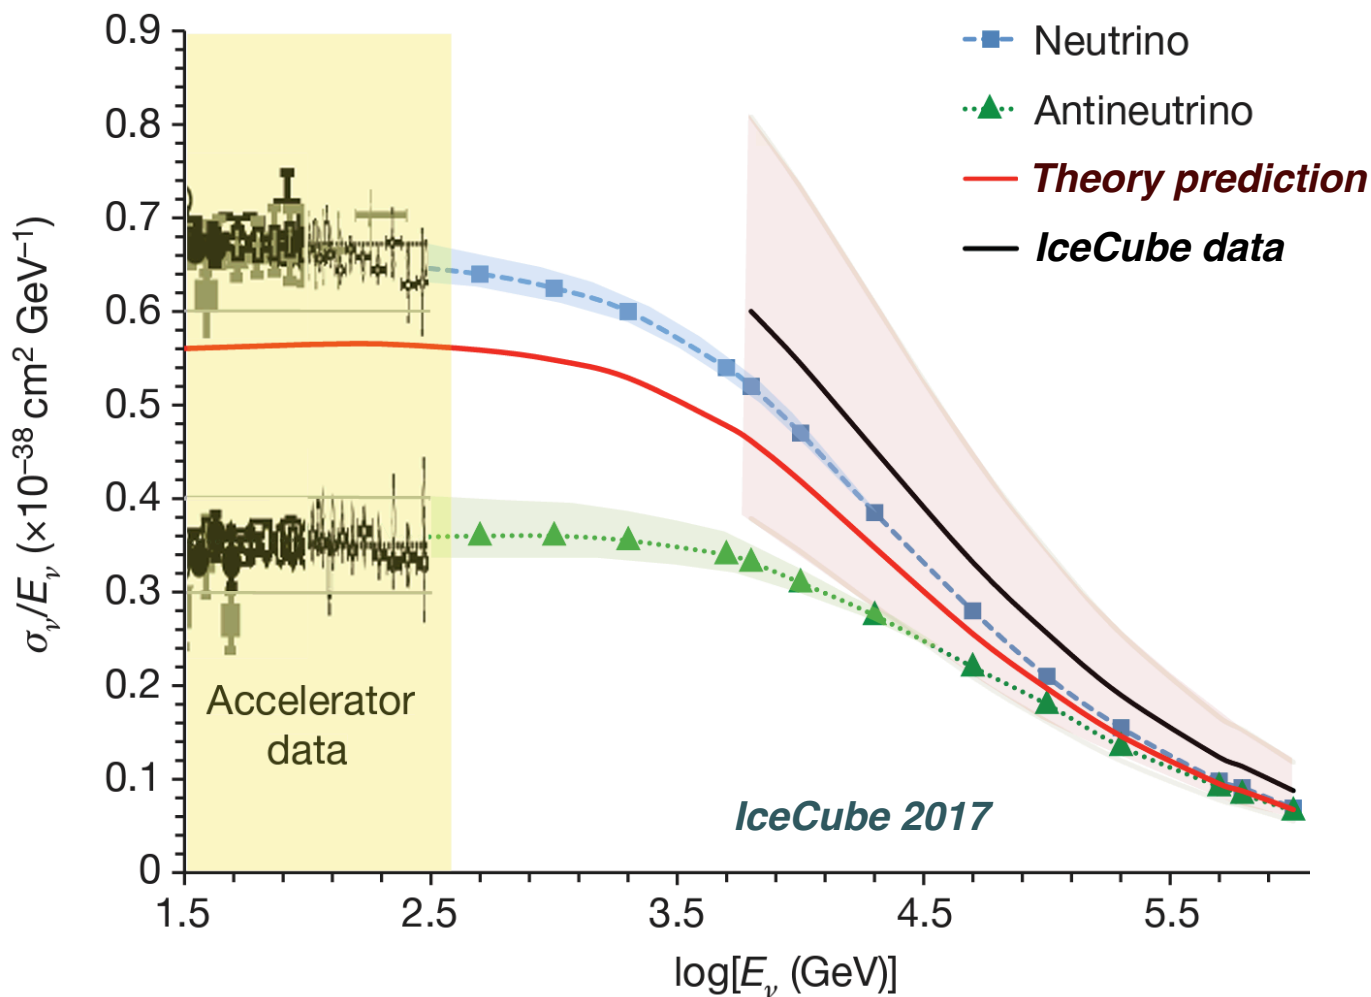 0.9
0.8
0.7
0.6
0.5
0.4
0.3
0.2
0.1
0
σν/Eν (×10⁻³⁸ cm² GeV⁻¹)
Neutrino
Antineutrino
Theory prediction
IceCube data
Accelerator
data
IceCube 2017
1.5 2.5 3.5 4.5 5.5
log[Eν (GeV)]